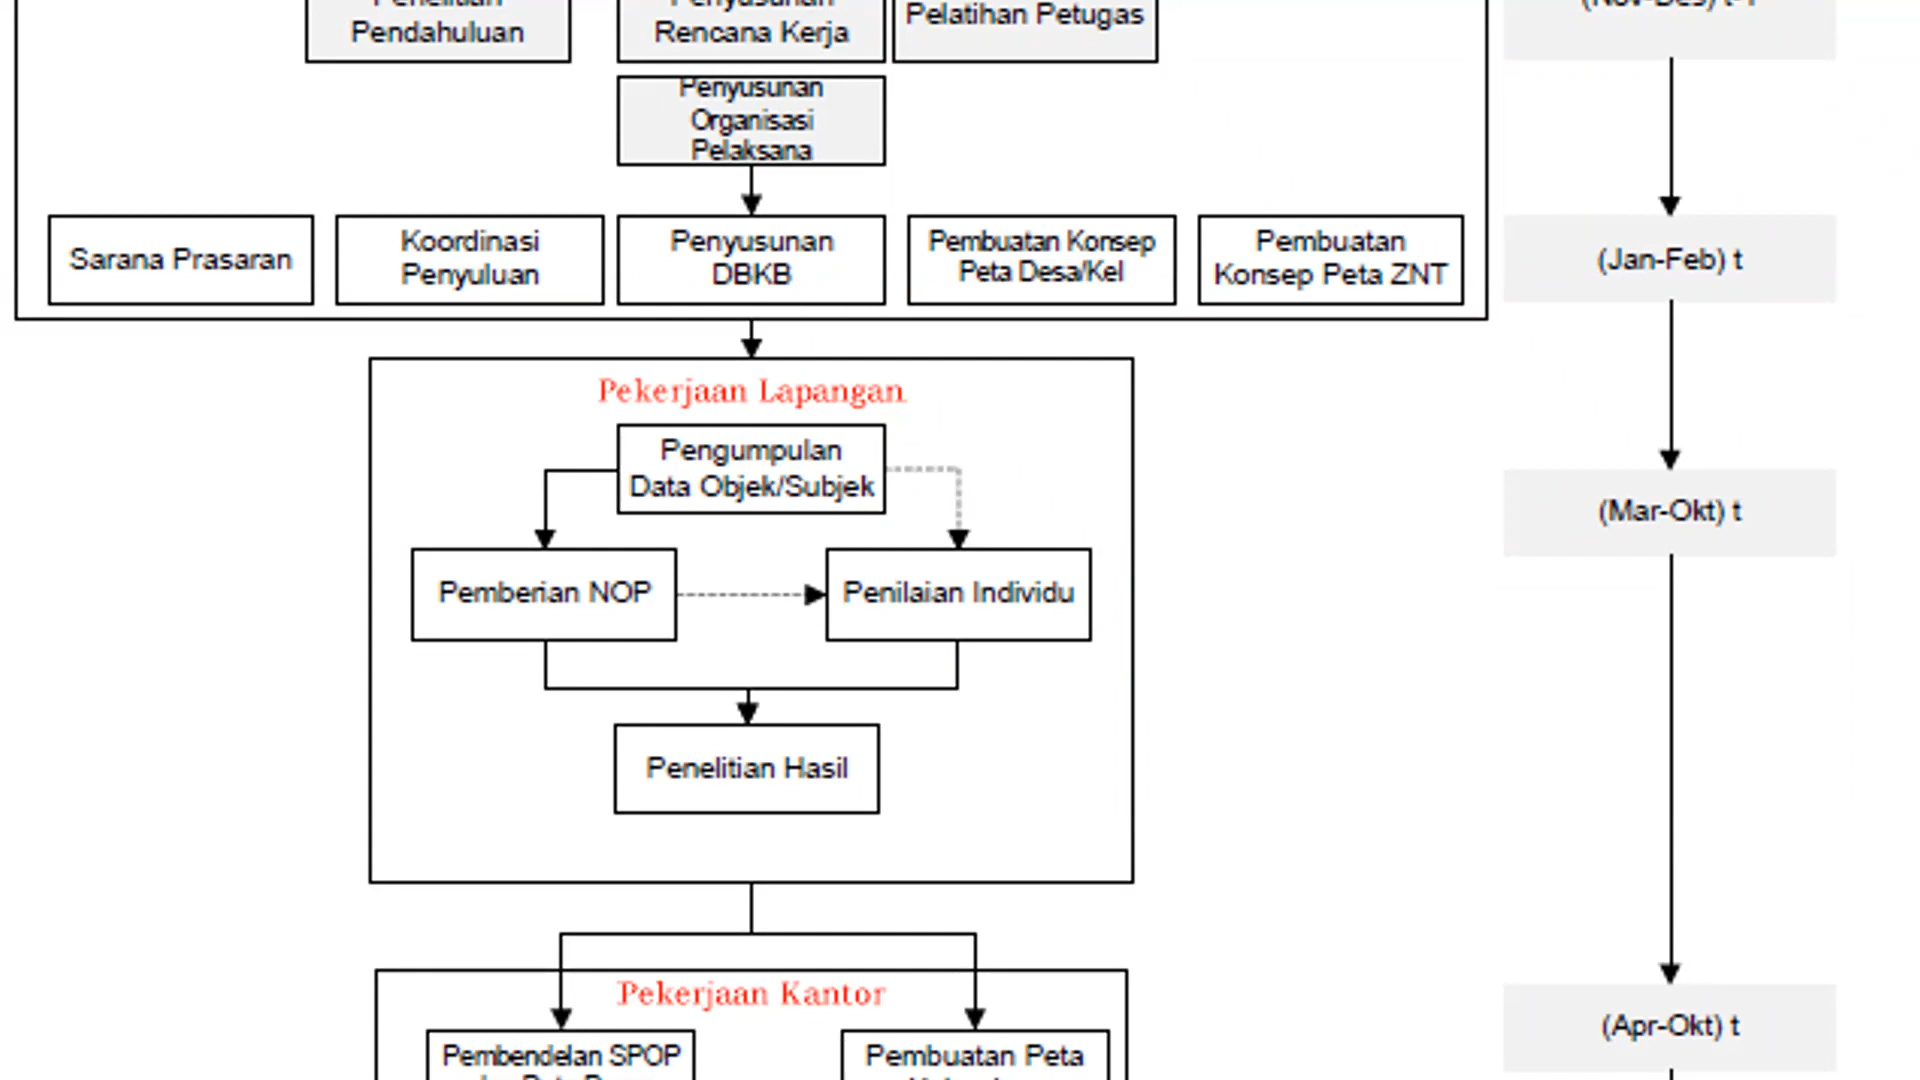 Pendahuluan
Rencana Kerja
Pelatihan Petugas
Penyusunan
Organisasi
Pelaksana
Sarana Prasaran
Koordinasi
Penyuluan
Penyusunan
DBKB
Pembuatan Konsep
Peta Desa/Kel
Pembuatan
Konsep Peta ZNT
(Jan-Feb) t
Pekerjaan Lapangan
Pengumpulan
Data Objek/Subjek
(Mar-Okt) t
Pemberian NOP
Penilaian Individu
Penelitian Hasil
Pekerjaan Kantor
Pembendelan SPOP
Pembuatan Peta
(Apr-Okt) t